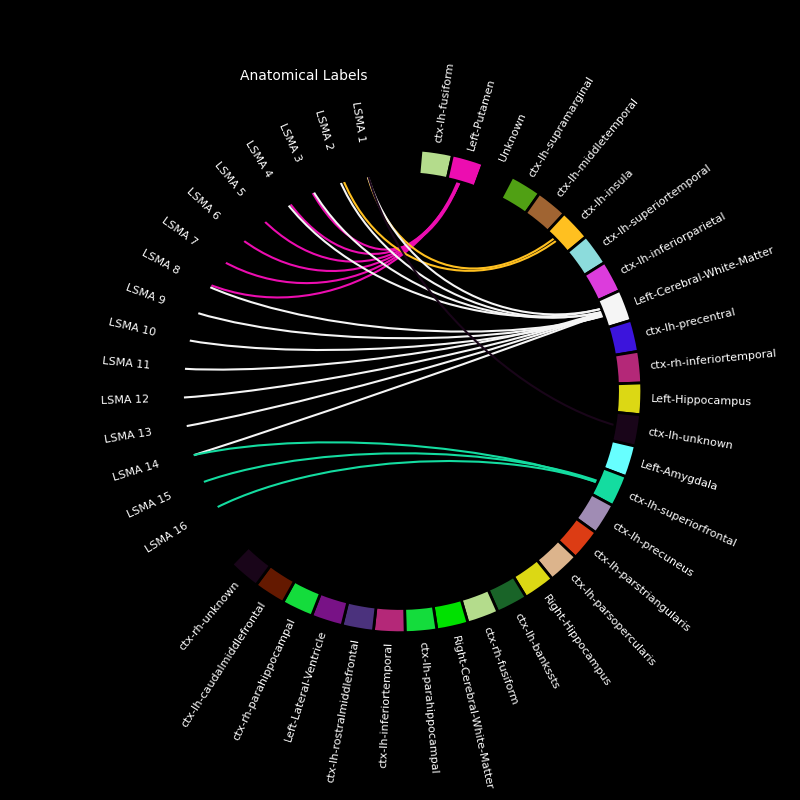 Anatomical Labels
LSMA 1
LSMA 2
LSMA 3
LSMA 4
LSMA 5
LSMA 6
LSMA 7
LSMA 8
LSMA 9
LSMA 10
LSMA 11
LSMA 12
LSMA 13
LSMA 14
LSMA 15
LSMA 16
ctx-lh-fusiform
Left-Putamen
Unknown
ctx-lh-supramarginal
ctx-lh-middletemporal
ctx-lh-insula
ctx-lh-superiortemporal
ctx-lh-inferiorparietal
Left-Cerebral-White-Matter
ctx-lh-precentral
ctx-rh-inferiortemporal
Left-Hippocampus
ctx-lh-unknown
Left-Amygdala
ctx-lh-superiorfrontal
ctx-lh-precuneus
ctx-lh-parstriangularis
ctx-lh-parsopercularis
Right-Hippocampus
ctx-lh-bankssts
ctx-rh-fusiform
Right-Cerebral-White-Matter
ctx-lh-parahippocampal
ctx-lh-inferiortemporal
ctx-lh-rostralmiddlefrontal
Left-Lateral-Ventricle
ctx-rh-parahippocampal
ctx-lh-caudalmiddlefrontal
ctx-rh-unknown